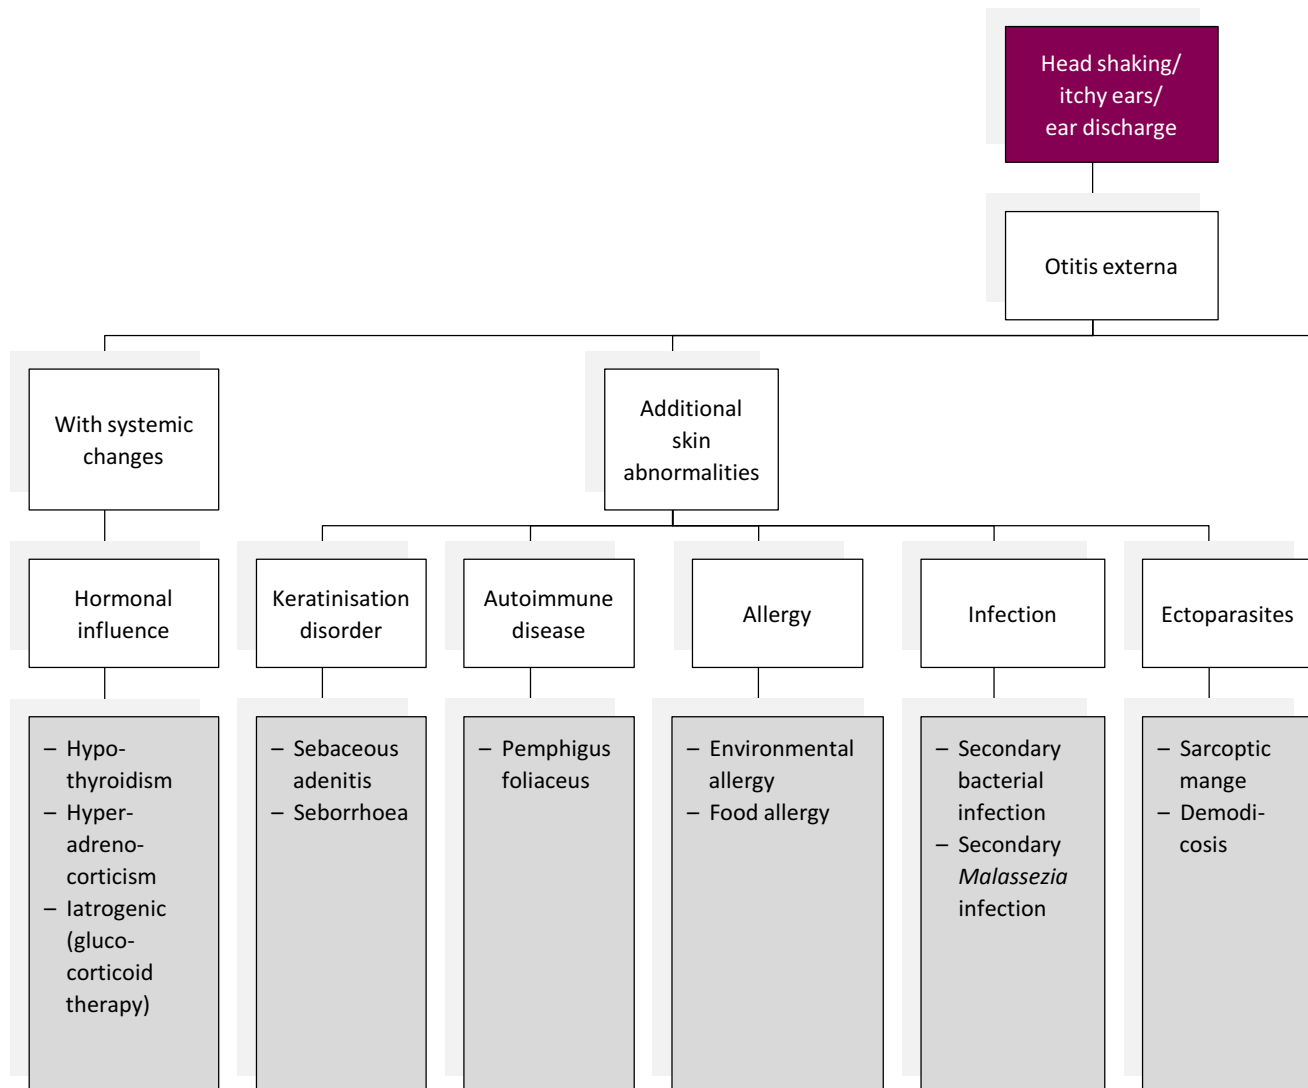 Head shaking/
itchy ears/
ear discharge
Otitis externa
With systemic
changes
Additional
skin
abnormalities
Hormonal
influence
Keratinisation
disorder
Autoimmune
disease
Allergy
Infection
Ectoparasites
– Hypo-
thyroidism
– Hyper-
adreno-
corticism
– Iatrogenic
(gluco-
corticoid
therapy)
– Sebaceous
adenitis
– Seborrhoea
– Pemphigus
foliaceus
– Environmental
allergy
– Food allergy
– Secondary
bacterial
infection
– Secondary
Malassezia
infection
– Sarcoptic
mange
– Demodi-
cosis